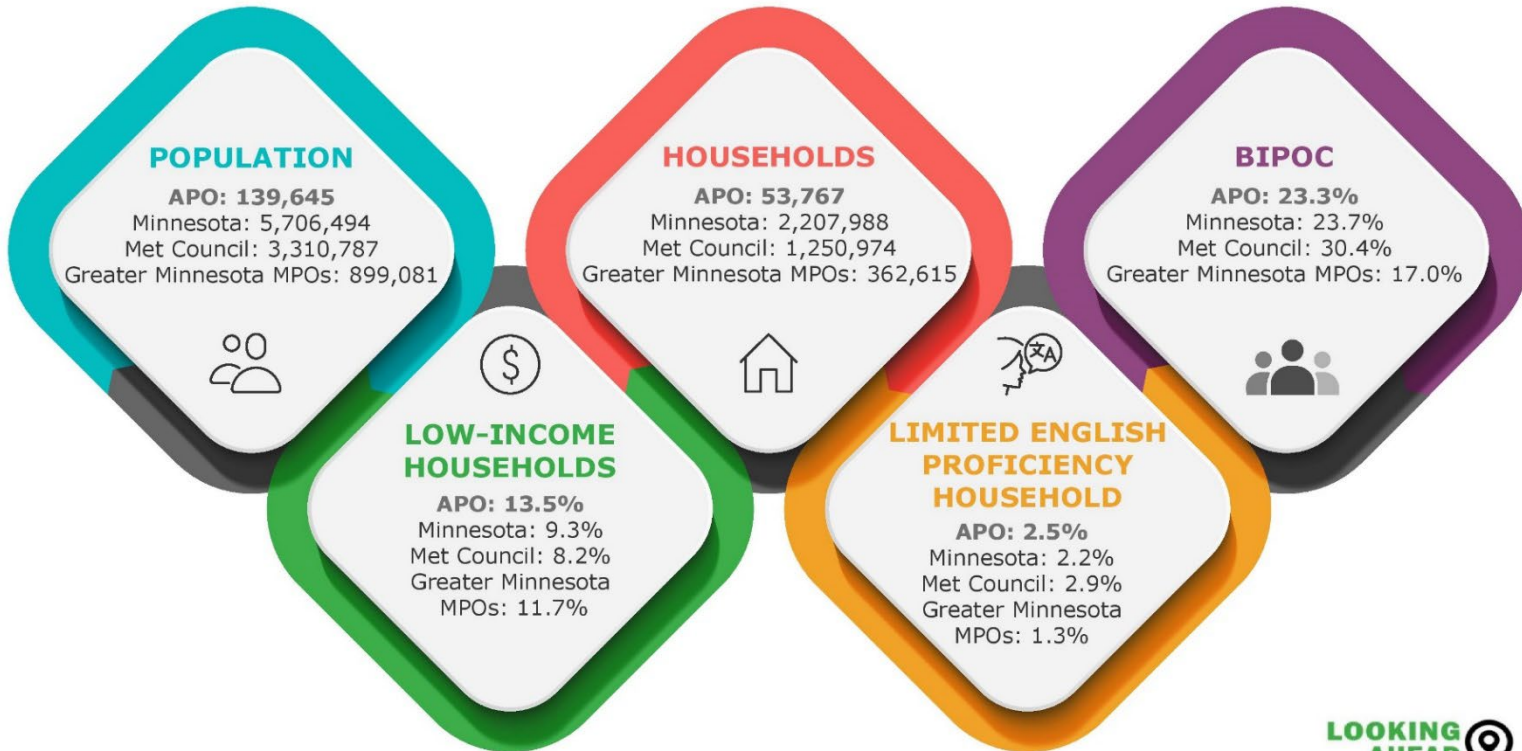 POPULATION
APO: 139,645
Minnesota: 5,706,494
Met Council: 3,310,787
Greater Minnesota MPOs: 899,081
HOUSEHOLDS
APO: 53,767
Minnesota: 2,207,988
Met Council: 1,250,974
Greater Minnesota MPOs: 362,615
BIPOC
APO: 23.3%
Minnesota: 23.7%
Met Council: 30.4%
Greater Minnesota MPOs: 17.0%
$
LOW-INCOME
HOUSEHOLDS
APO: 13.5%
Minnesota: 9.3%
Met Council: 8.2%
Greater Minnesota
MPOs: 11.7%
文A
LIMITED ENGLISH
PROFICIENCY
HOUSEHOLD
APO: 2.5%
Minnesota: 2.2%
Met Council: 2.9%
Greater Minnesota
MPOs: 1.3%
LOOKING
AHEAD